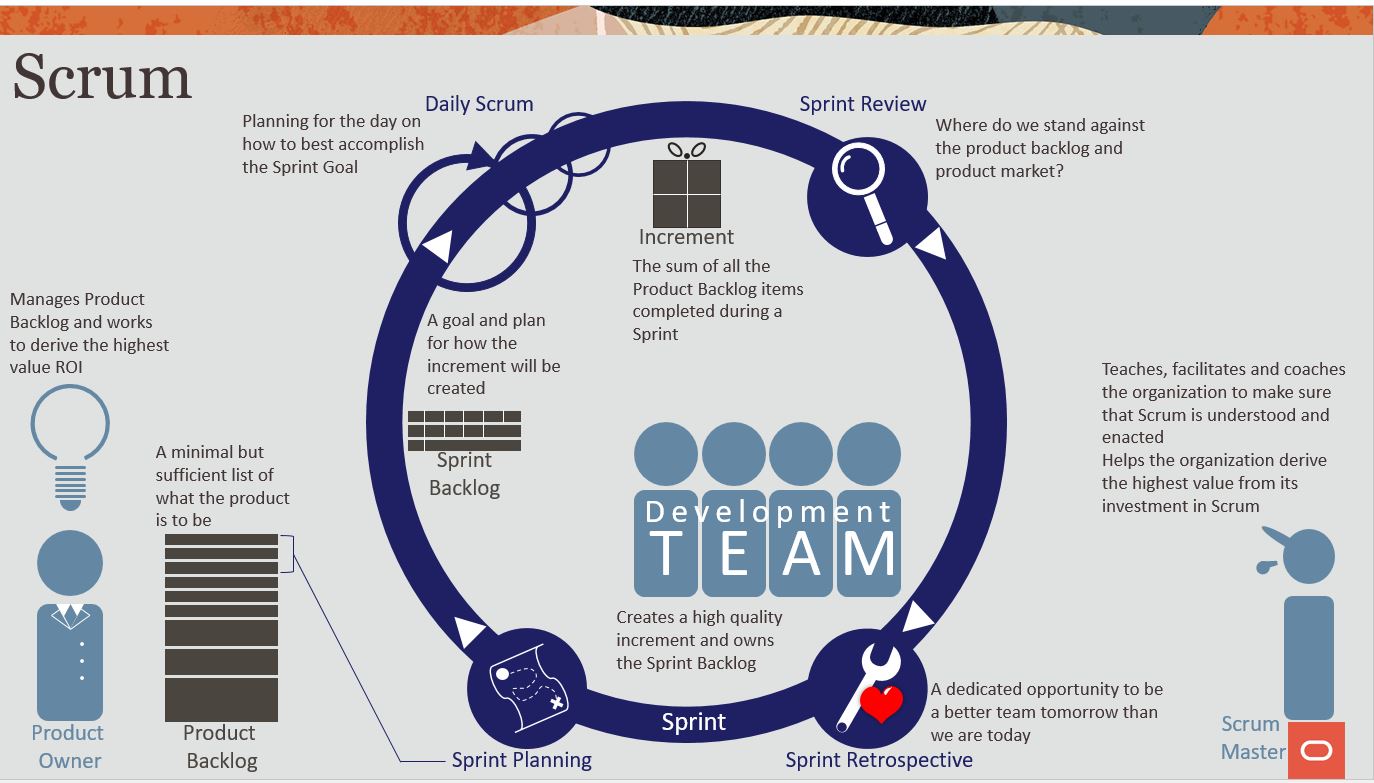 Scrum
Daily Scrum
Planning for the day on
how to best accomplish
the Sprint Goal
Sprint Review
Where do we stand against
the product backlog and
product market?
Increment
The sum of all the
Product Backlog items
completed during a
Sprint
Manages Product
Backlog and works
to derive the highest
value ROI
A goal and plan
for how the
increment will be
created
Sprint
Backlog
A minimal but
sufficient list of
what the product
is to be
Development
TEAM
Creates a high quality
increment and owns
the Sprint Backlog
Teaches, facilitates and coaches
the organization to make sure
that Scrum is understood and
enacted
Helps the organization derive
the highest value from its
investment in Scrum
Product
Owner
Product
Backlog
Sprint Planning
Sprint
Sprint Retrospective
A dedicated opportunity to be
a better team tomorrow than
we are today
Scrum
Master